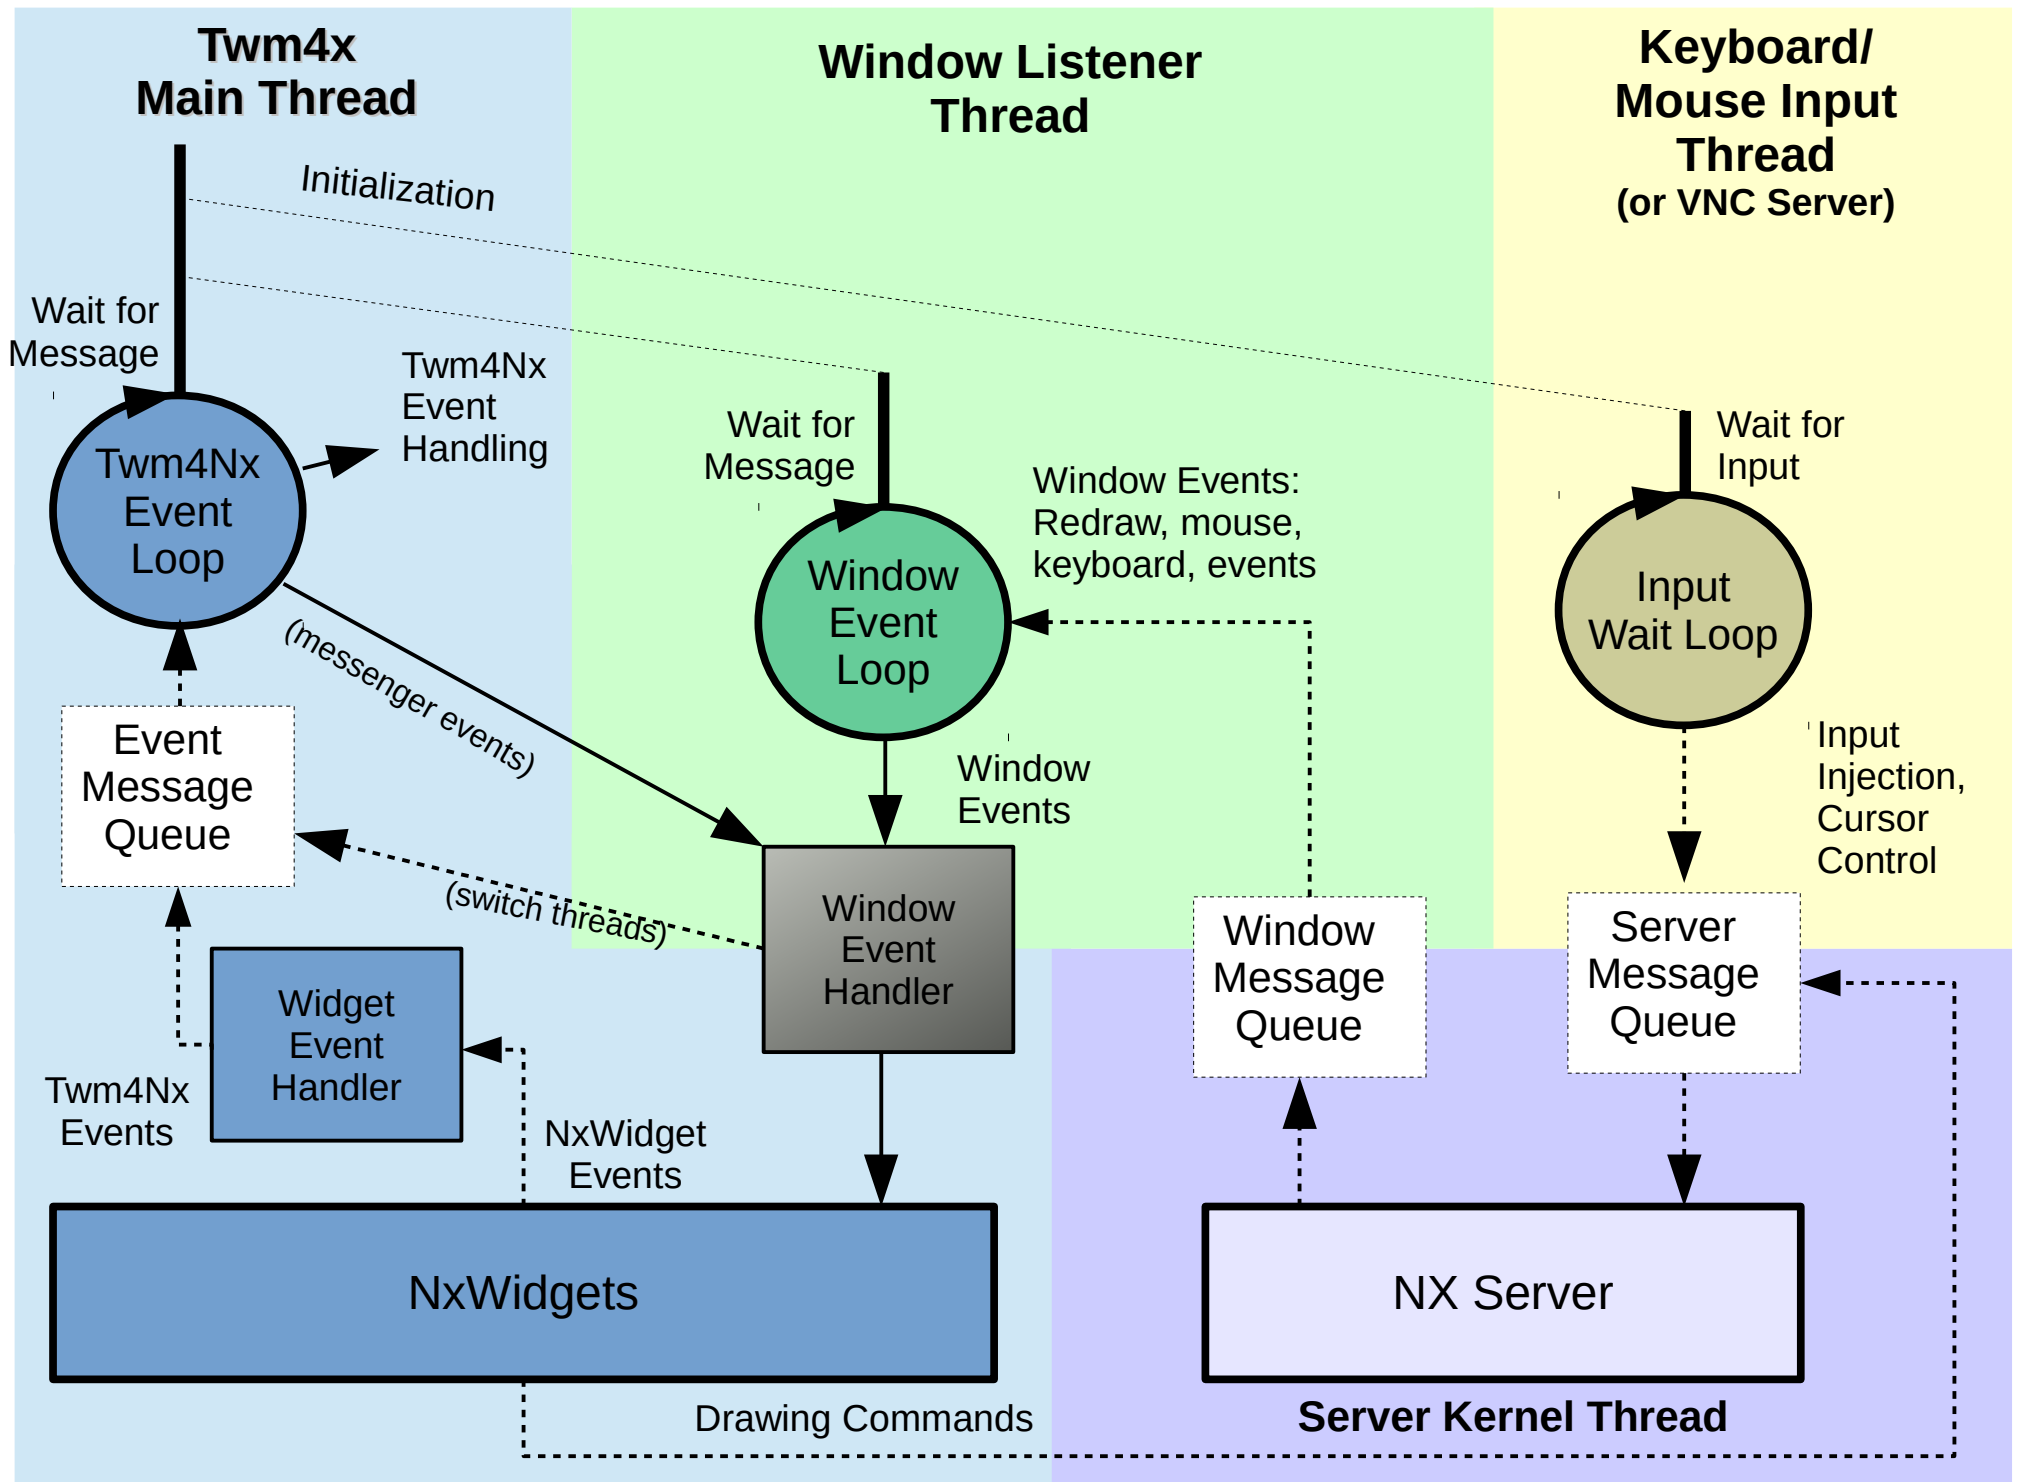 Twm4x
Main Thread
Window Listener
Thread
Keyboard/
Mouse Input
Thread
(or VNC Server)
Initialization
Wait for
Message
Twm4Nx
Event
Handling
Twm4Nx
Event
Loop
Wait for
Message
Window Events:
Redraw, mouse,
keyboard, events
Wait for
Input
Window
Event
Loop
Input
Wait Loop
(messenger events)
Event
Message
Queue
Window
Events
Input
Injection,
Cursor
Control
(switch threads)
Window
Event
Handler
Window
Message
Queue
Server
Message
Queue
Widget
Event
Handler
Twm4Nx
Events
NxWidget
Events
NxWidgets
NX Server
Drawing Commands
Server Kernel Thread